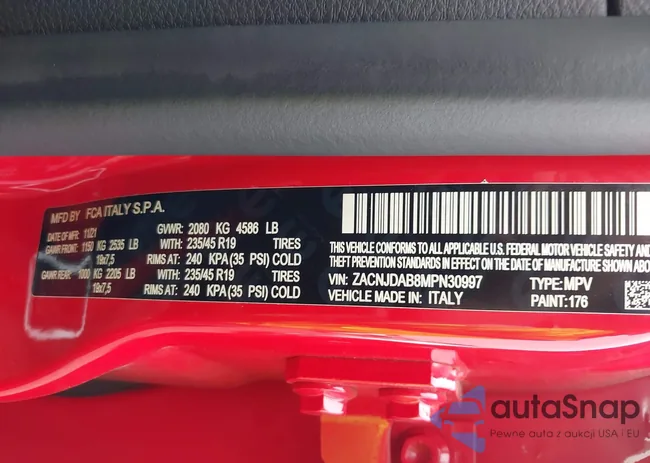 MFD BY FCA ITALY S.P.A.
DATE OF MFR: 11021 GVWR: 2080 KG 4586 LB
GAWR FRONT: 1150 KG 2535 LB WITH: 235/45 R19 TIRES
19x7,5 RIMS AT: 240 KPA(35 PSI) COLD
GAWR REAR: 1000 KG 2205 LB WITH: 235/45 R19 TIRES
19x7,5 RIMS AT: 240 KPA(35 PSI) COLD
THIS VEHICLE CONFORMS TO ALL APPLICABLE U.S. FEDERAL MOTOR VEHICLE SAFETY AND
THEFT PREVENTION STANDARDS IN EFFECT ON THE DATE OF MANUFACTURE SHOWN ABO
VIN: ZACNJDAB8MPN30997 TYPE: MPV
VEHICLE MADE IN: ITALY PAINT: 176
autaSnap
Pewne auta z aukcji USA i EU